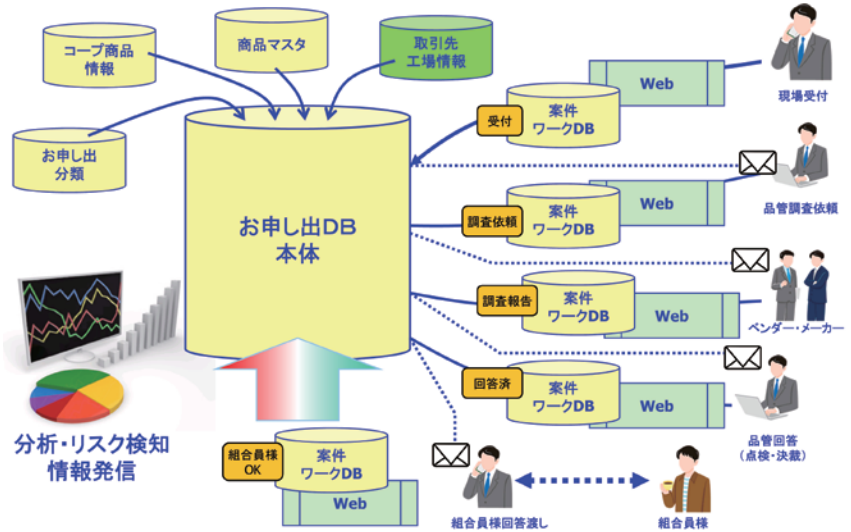 コープ商品
情報
商品マスタ
取引先
工場情報
お申し出
分類
お申し出DB
本体
受付
案件
ワークDB
Web
現場受付
調査依頼
案件
ワークDB
Web
品管調査依頼
調査報告
案件
ワークDB
Web
ベンダー・メーカー
回答済
案件
ワークDB
Web
品管回答
（点検・決裁）
分析・リスク検知
情報発信
組合員様
OK
案件
ワークDB
Web
組合員様回答渡し
組合員様